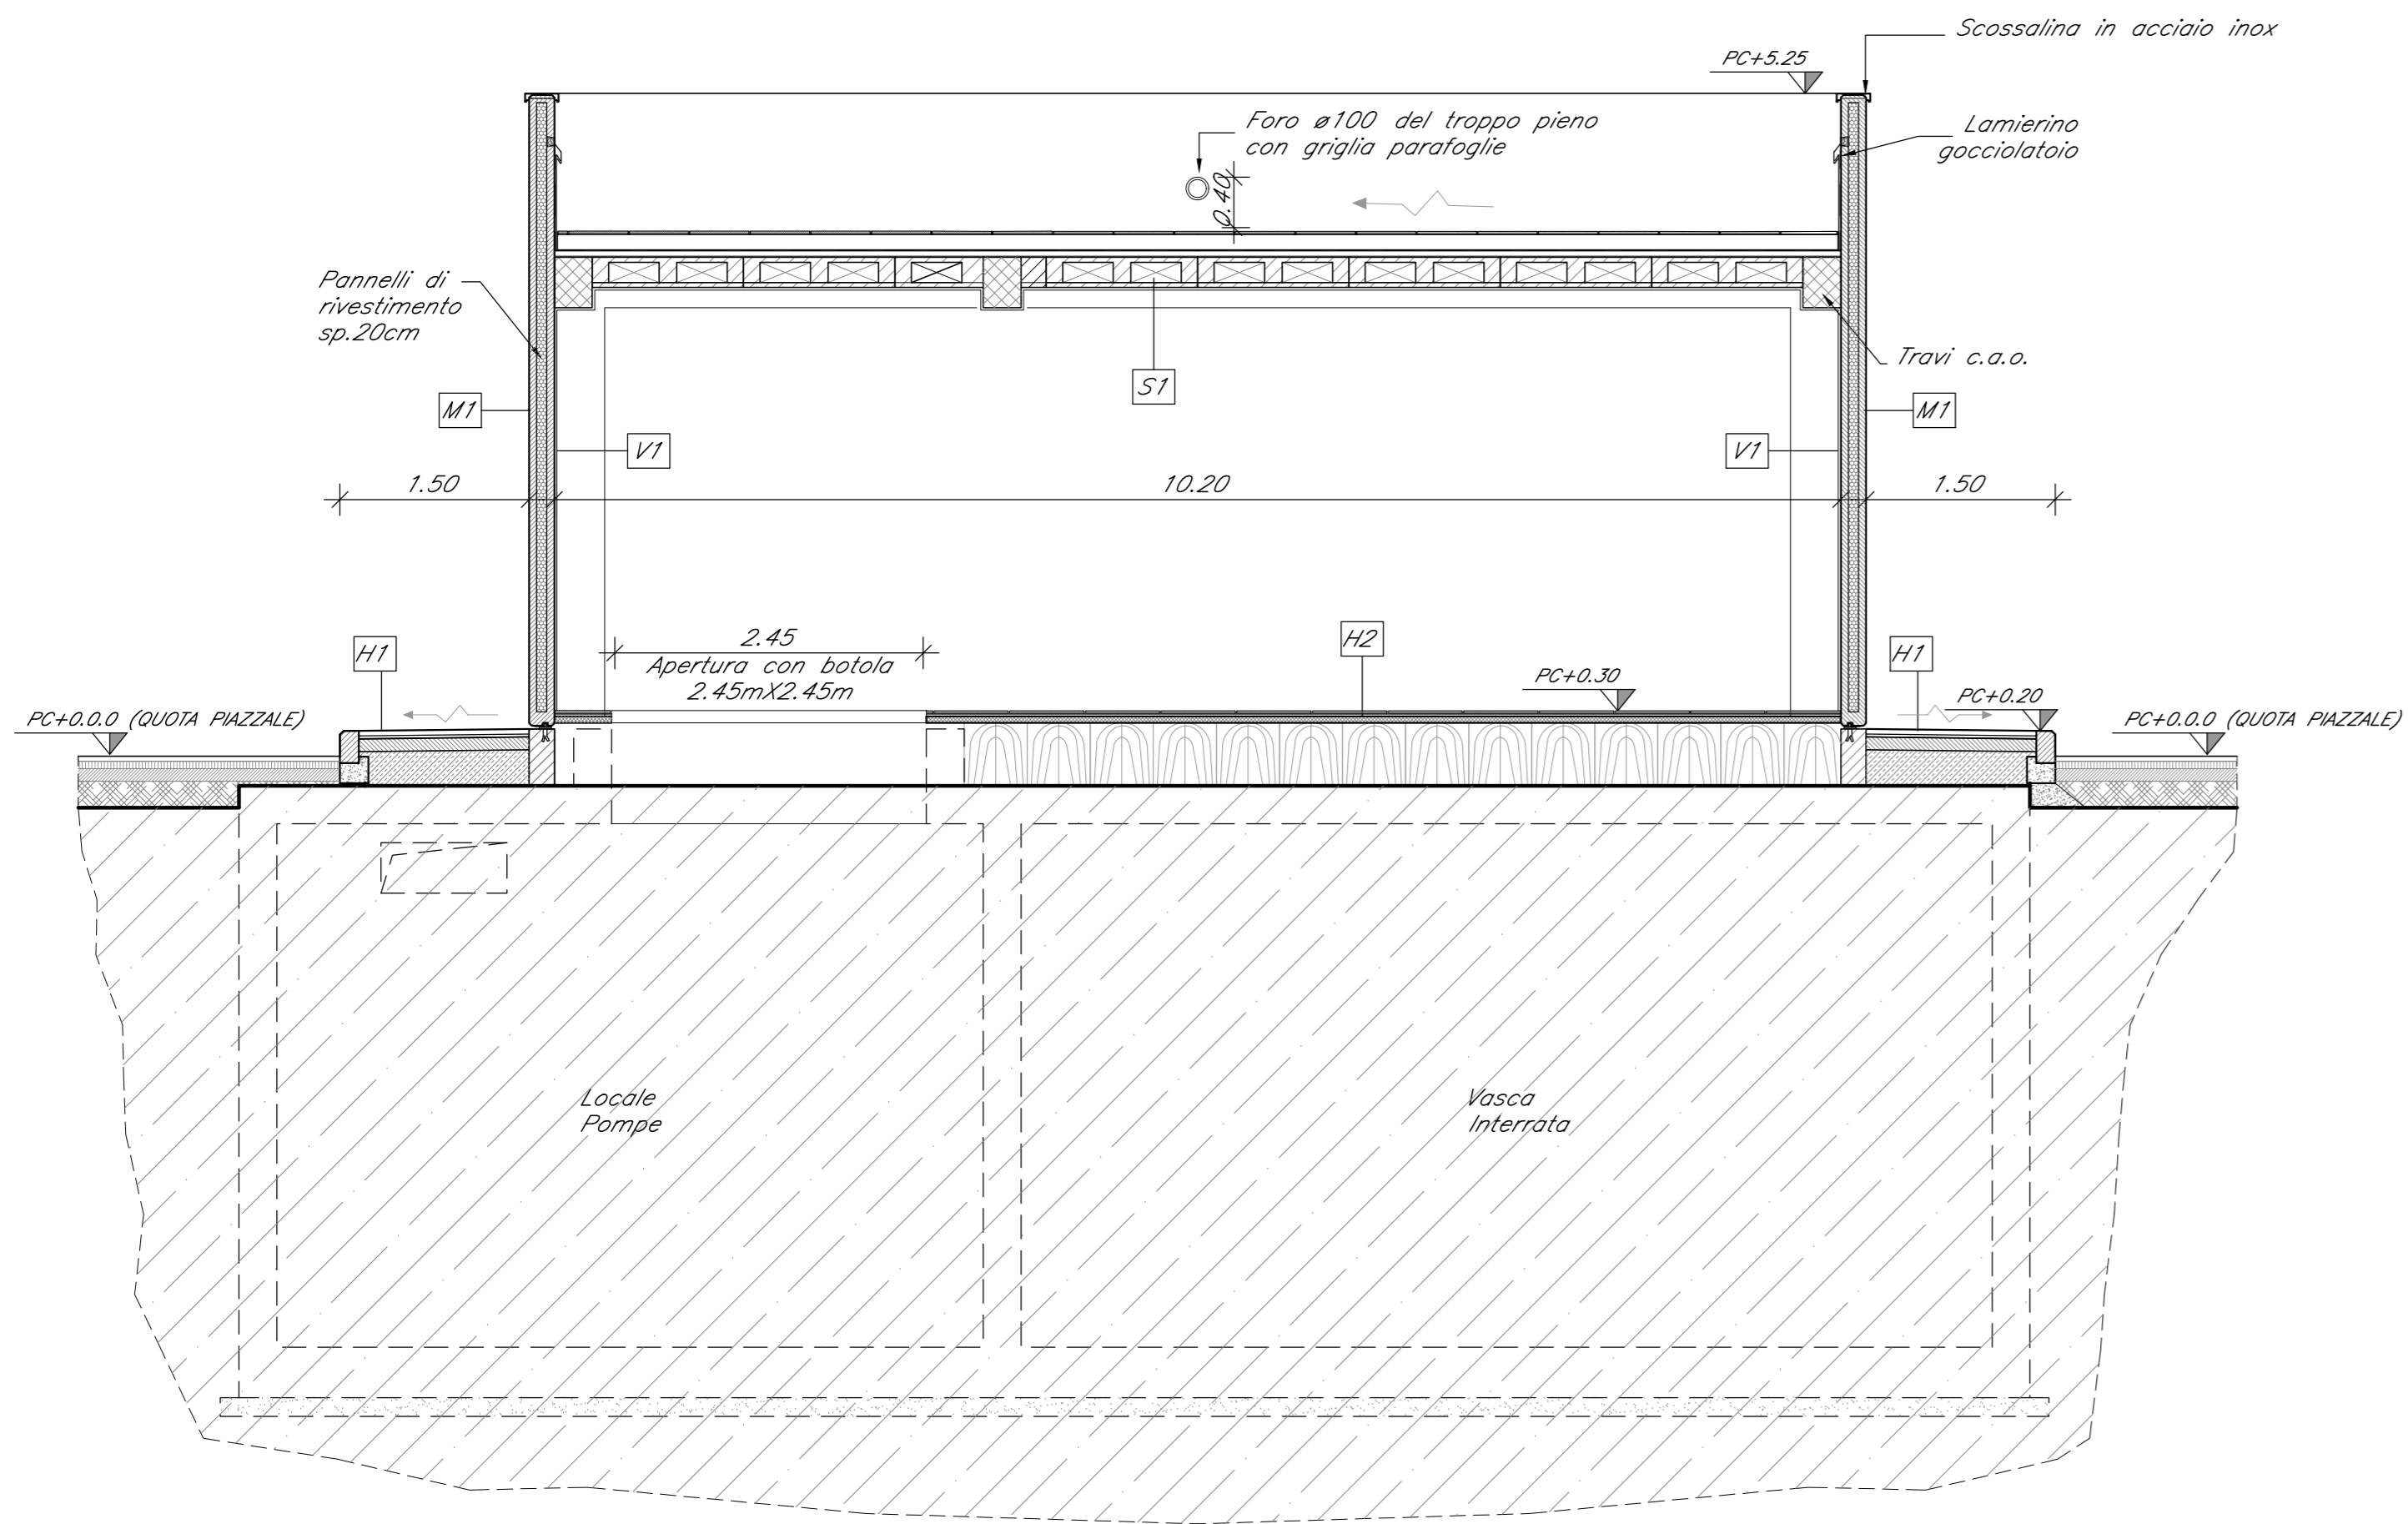 Scossalina in acciaio inox
PC+5.25
Foro ø100 del troppo pieno
con griglia parafoglie
Lamierino
gocciolatoio
0.40
Pannelli di
rivestimento
sp.20cm
Travi c.a.o.
S1
M1
M1
V1
V1
1.50
10.20
1.50
2.45
Apertura con botola
2.45mX2.45m
H1
H2
H1
PC+0.30
PC+0.20
PC+0.0.0 (QUOTA PIAZZALE)
PC+0.0.0 (QUOTA PIAZZALE)
Locale
Pompe
Vasca
Interrata